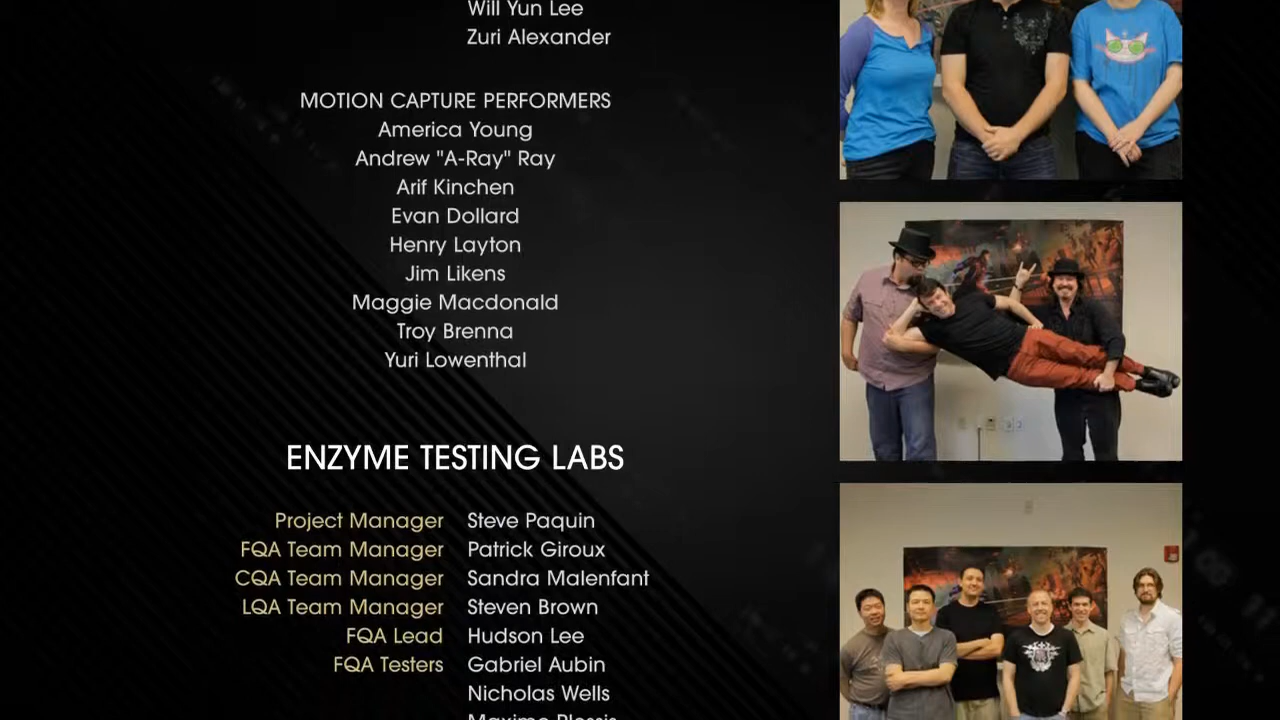 Will Yun Lee
Zuri Alexander
MOTION CAPTURE PERFORMERS
America Young
Andrew "A-Ray" Ray
Arif Kinchen
Evan Dollard
Henry Layton
Jim Likens
Maggie Macdonald
Troy Brenna
Yuri Lowenthal
ENZYME TESTING LABS
Project Manager Steve Paquin
FQA Team Manager Patrick Giroux
CQA Team Manager Sandra Malenfant
LQA Team Manager Steven Brown
FQA Lead Hudson Lee
FQA Testers Gabriel Aubin
Nicholas Wells